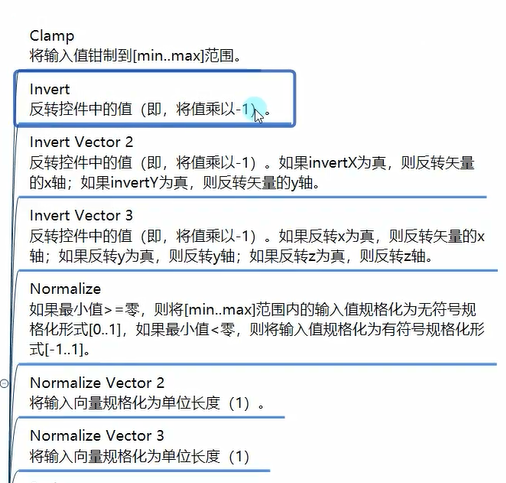 Clamp
将输入值钳制到[min..max]范围。
Invert
反转控件中的值（即，将值乘以-1）。
Invert Vector 2
反转控件中的值（即，将值乘以-1）。如果invertX为真，则反转矢量
的x轴；如果invertY为真，则反转矢量的y轴。
Invert Vector 3
反转控件中的值（即，将值乘以-1）。如果反转x为真，则反转矢量的x
轴；如果反转y为真，则反转y轴；如果反转z为真，则反转z轴。
Normalize
如果最小值>=零，则将[min..max]范围内的输入值规格化为无符号规
格化形式[0..1]，如果最小值<零，则将输入值规格化为有符号规格化形
式[-1..1]。
Normalize Vector 2
将输入向量规格化为单位长度（1）。
Normalize Vector 3
将输入向量规格化为单位长度（1）